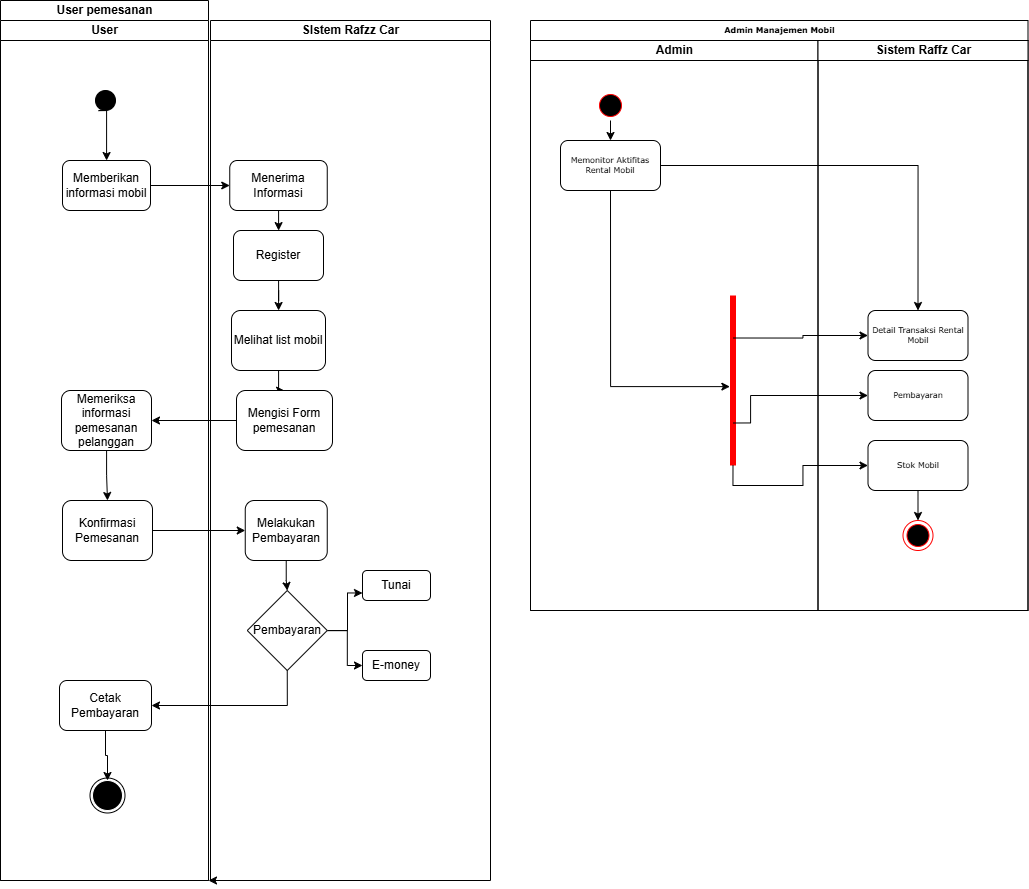 User pemesanan
User
SIstem Rafzz Car
Memberikan
informasi mobil
Menerima
Informasi
Register
Melihat list mobil
Memeriksa
informasi
pemesanan
pelanggan
Mengisi Form
pemesanan
Konfirmasi
Pemesanan
Melakukan
Pembayaran
Pembayaran
Tunai
E-money
Cetak
Pembayaran
Admin Manajemen Mobil
Admin
Sistem Raffz Car
Memonitor Aktifitas
Rental Mobil
Detail Transaksi Rental
Mobil
Pembayaran
Stok Mobil